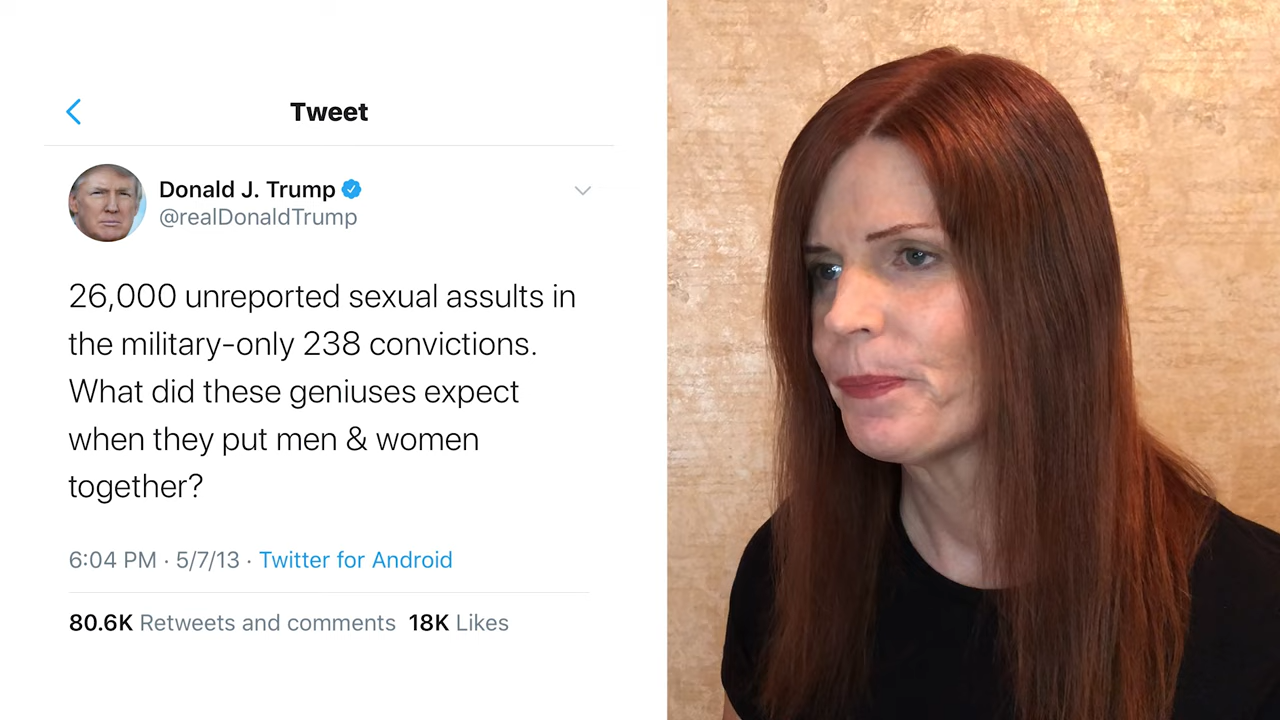 Tweet
Donald J. Trump
@realDonaldTrump
26,000 unreported sexual assults in
the military-only 238 convictions.
What did these geniuses expect
when they put men & women
together?
6:04 PM · 5/7/13 · Twitter for Android
80.6K Retweets and comments 18K Likes